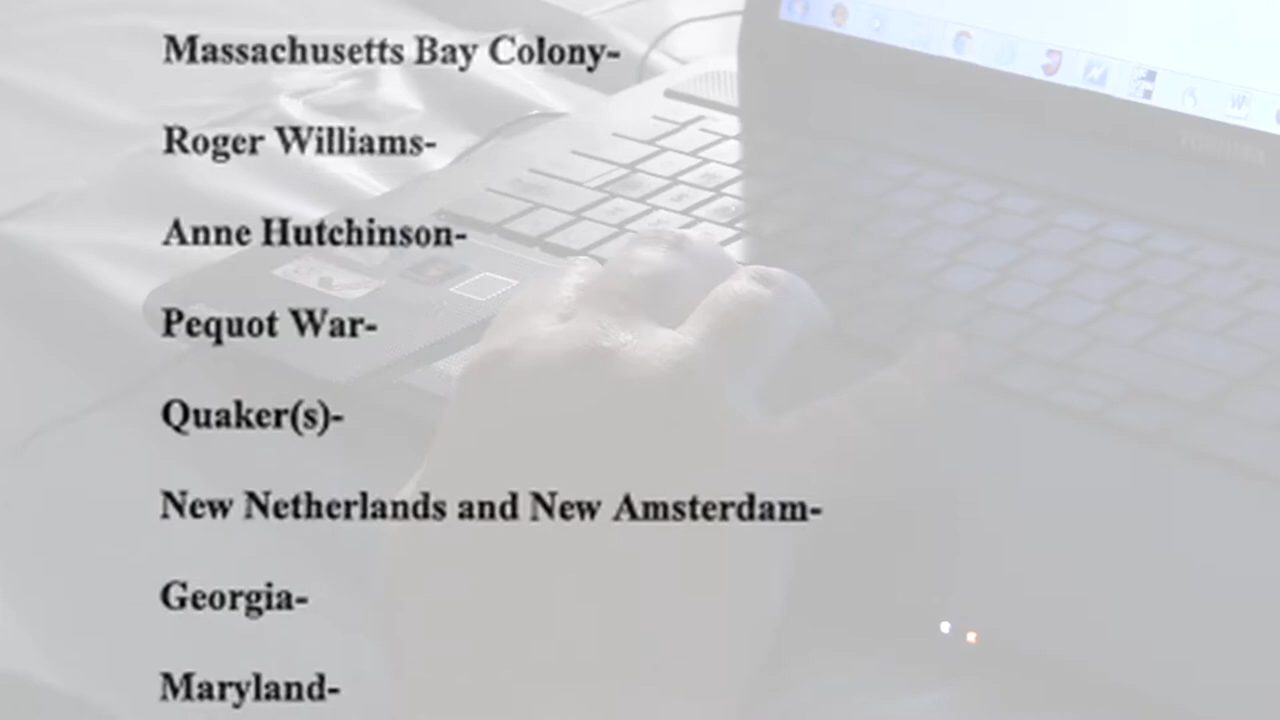 Massachusetts Bay Colony-
Roger Williams-
Anne Hutchinson-
Pequot War-
Quaker(s)-
New Netherlands and New Amsterdam-
Georgia-
Maryland-